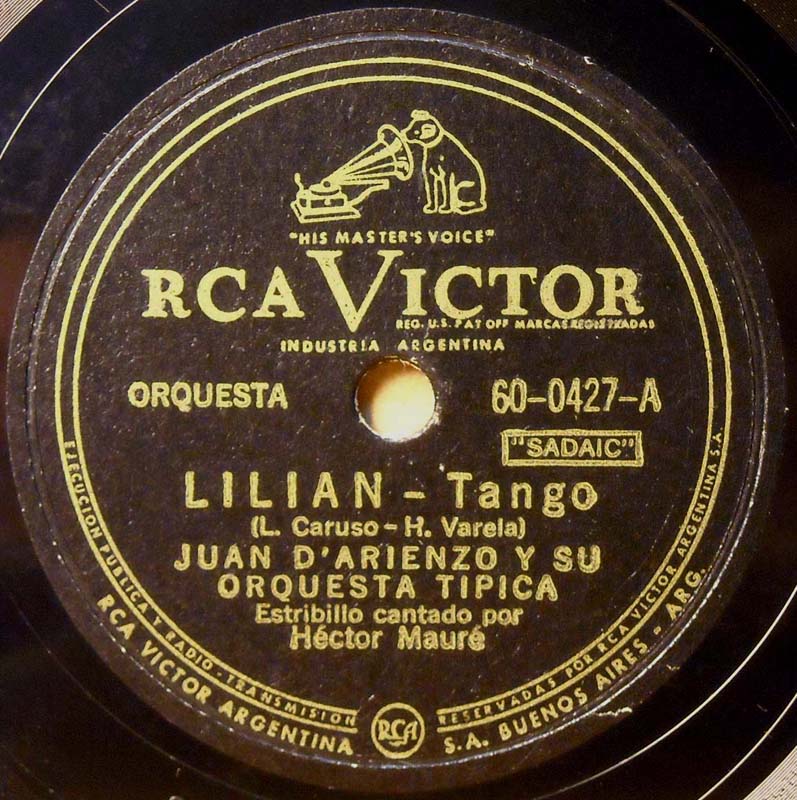 "HIS MASTER'S VOICE"
RCA VICTOR
REG. U.S. PAT OFF MARCAS REGISTRADAS
INDUSTRIA ARGENTINA
ORQUESTA
60-0427-A
"SADAIC"
LILIAN - Tango
(L. Caruso-H. Varela)
JUAN D'ARIENZO Y SU
ORQUESTA TIPICA
Estribillo cantado por
Héctor Mauré
EJECUCION PUBLICA Y RADIO-TRANSMISION RESERVADAS POR RCA VICTOR ARGENTINA S.A.
RCA VICTOR ARGENTINA S.A. BUENOS AIRES - ARG.
RCA